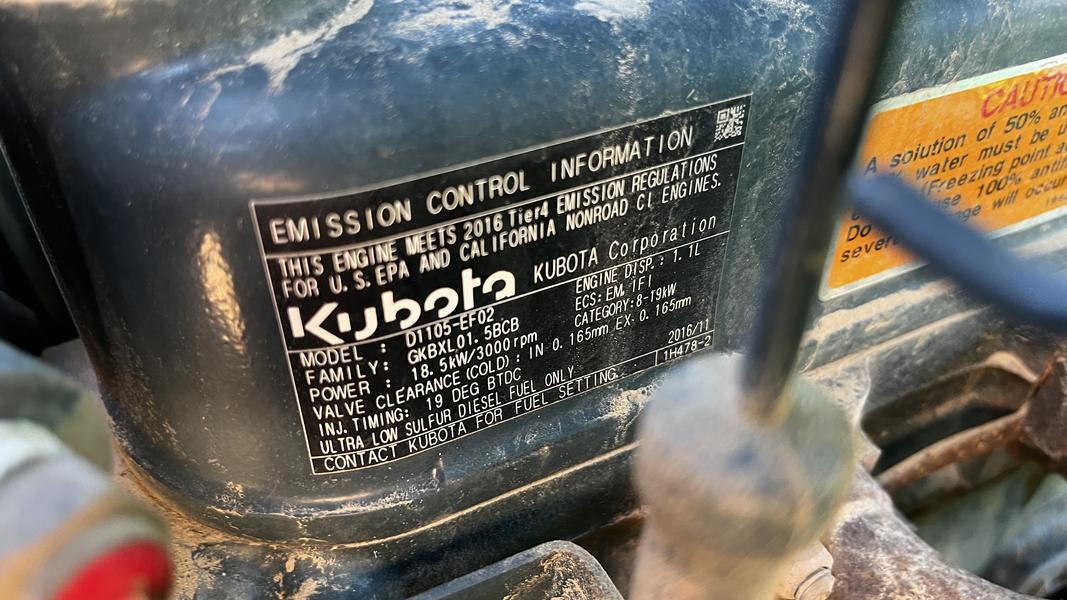 EMISSION CONTROL INFORMATION
THIS ENGINE MEETS 2016 Tier4 EMISSION REGULATIONS
FOR U.S.EPA AND CALIFORNIA NONROAD CI ENGINES.
Kubota KUBOTA Corporation
MODEL : D1105-EF02 ENGINE DISP.: 1.1L
FAMILY: GKBXL01.5BCB ECS: EM IFI
POWER : 18.5kW/3000rpm CATEGORY:8-19kW
VALVE CLEARANCE (COLD): IN 0.165mm EX 0.165mm
INJ. TIMING: 19 DEG BTDC 2016/11
ULTRA LOW SULFUR DIESEL FUEL ONLY 1H478-2
CONTACT KUBOTA FOR FUEL SETTING.
A solution of 50%
water must be
(Freezing point
use 100%
will occur
Do